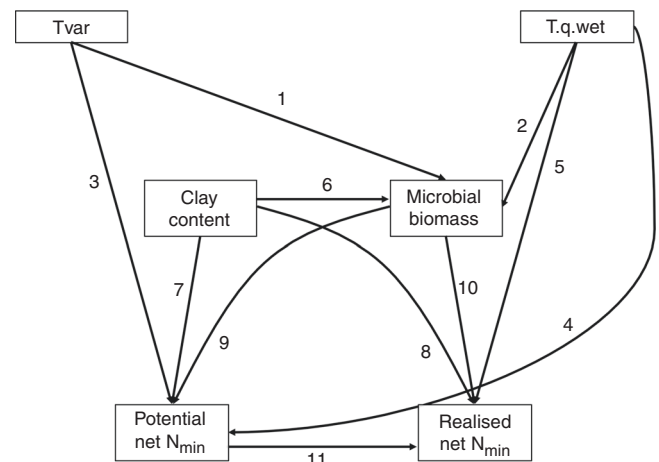 Tvar
T.q.wet
1
2
5
3
6
Clay
content
Microbial
biomass
7
10
9
8
4
Potential
net Nmin
Realised
net Nmin
11